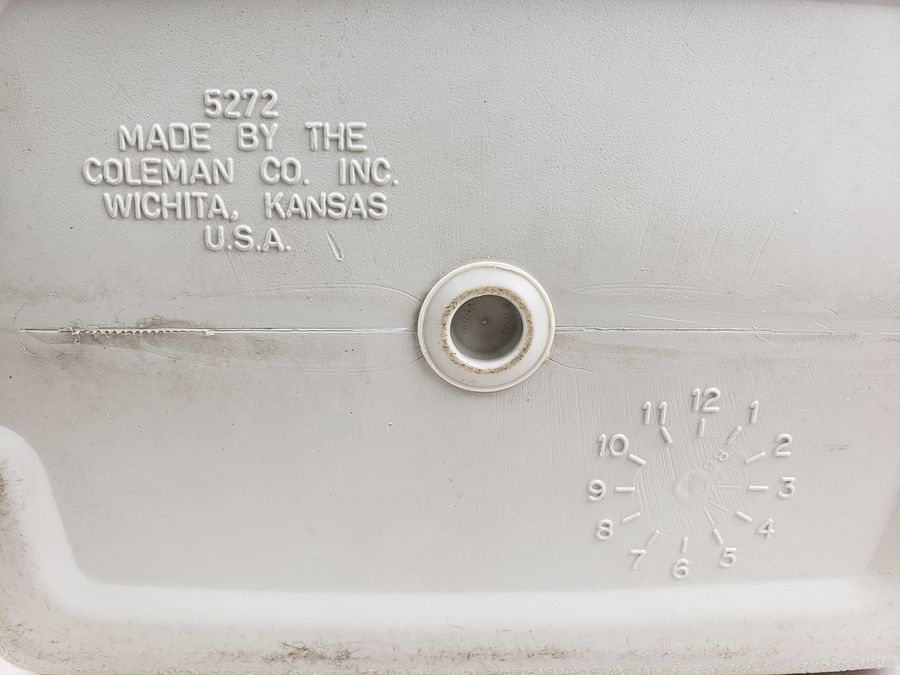 5272
MADE BY THE
COLEMAN CO. INC.
WICHITA, KANSAS
U.S.A.
12
11 1
10 2
9 3
8 4
7 5
6